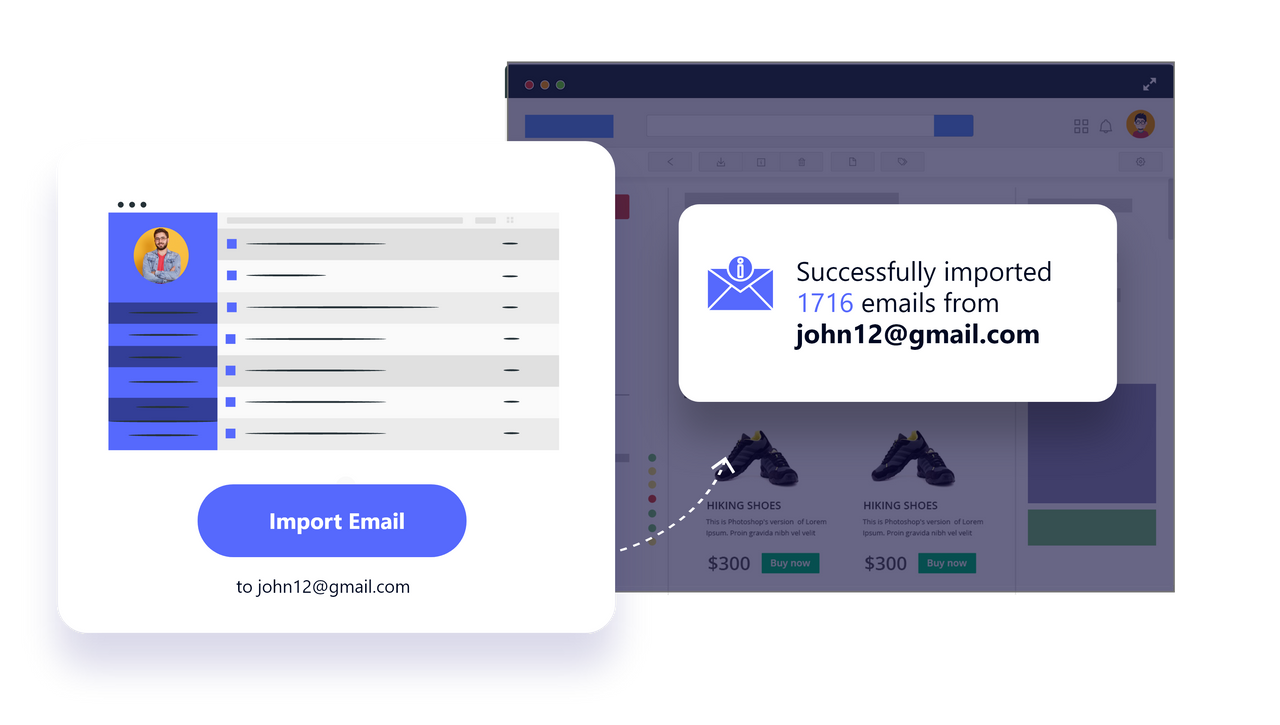 Import Email
to john12@gmail.com
Successfully imported
1716 emails from
john12@gmail.com
HIKING SHOES
This is Photoshop's version of Lorem
Ipsum. Proin gravida nibh vel velit
$300
Buy now
HIKING SHOES
This is Photoshop's version of Lorem
Ipsum. Proin gravida nibh vel velit
$300
Buy now